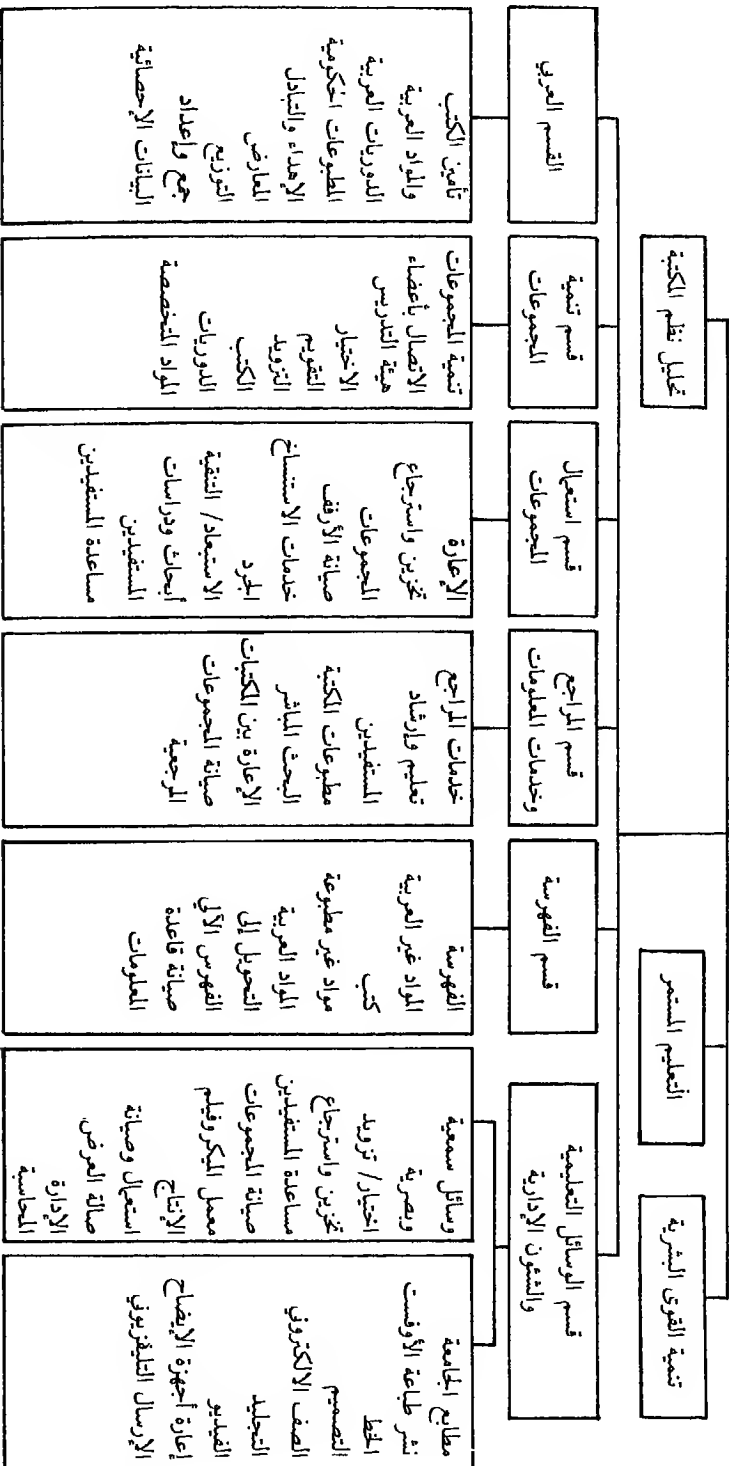 تحليل نظم المكتبة
التعليم المستمر
تنمية القوى البشرية
القسم العربي
تأمين الكتب
والمواد العربية
الدوريات العربية
المطبوعات الحكومية
الإهداء والتبادل
المعارض
التوزيع
جمع وإعداد
البيانات الإحصائية
قسم تنمية
المجموعات
تنمية المجموعات
الاتصال بأعضاء
هيئة التدريس
الاختيار
التقويم
التزويد
الكتب
الدوريات
المواد المتخصصة
قسم استعمال
المجموعات
الإعارة
تخزين واسترجاع
المجموعات
صيانة الأرفف
خدمات الاستنساخ
الجرد
الاستبعاد/ التنقية
أبحاث ودراسات
المستفيدين
مساعدة المستفيدين
قسم المراجع
وخدمات المعلومات
خدمات المراجع
تعليم وإرشاد
المستفيدين
مطبوعات المكتبة
البحث المباشر
الإعارة بين المكتبات
صيانة المجموعات
المرجعية
قسم الفهرسة
الفهرسة
المواد غير العربية
كتب
مواد غير مطبوعة
المواد العربية
التحويل إلى
الفهرس الآلي
صيانة قاعدة
المعلومات
قسم الوسائل التعليمية
والشئون الإدارية
وسائل سمعية
وبصرية
اختيار/ تزويد
تخزين واسترجاع
مساعدة المستفيدين
صيانة المجموعات
معمل الميكروفيلم
الإنتاج
استعمال وصيانة
صالة العرض
الإدارة
المحاسبة
مطابع الجامعة
نشر طباعة الأوفست
الخط
التصميم
الصف الالكتروني
التجليد
الفيديو
إعارة أجهزة الإيضاح
الإرسال التليفزيوني